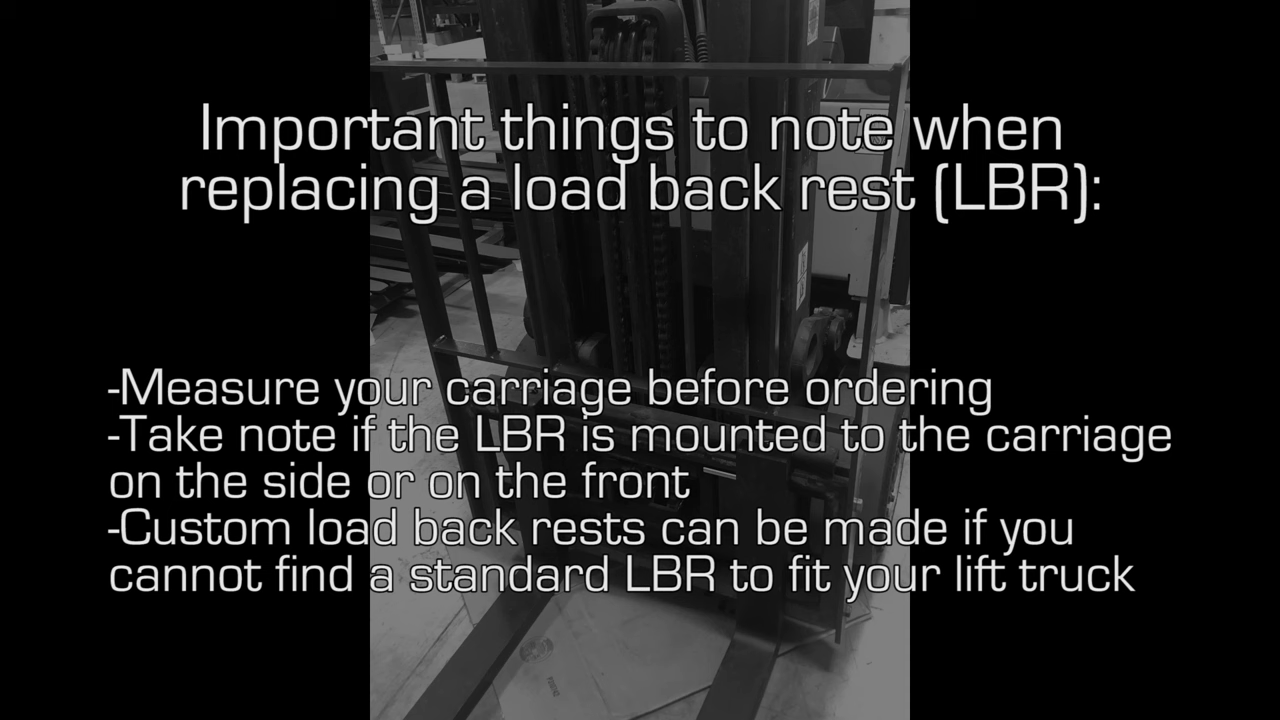 Important things to note when
replacing a load back rest (LBR):
-Measure your carriage before ordering
-Take note if the LBR is mounted to the carriage
on the side or on the front
-Custom load back rests can be made if you
cannot find a standard LBR to fit your lift truck